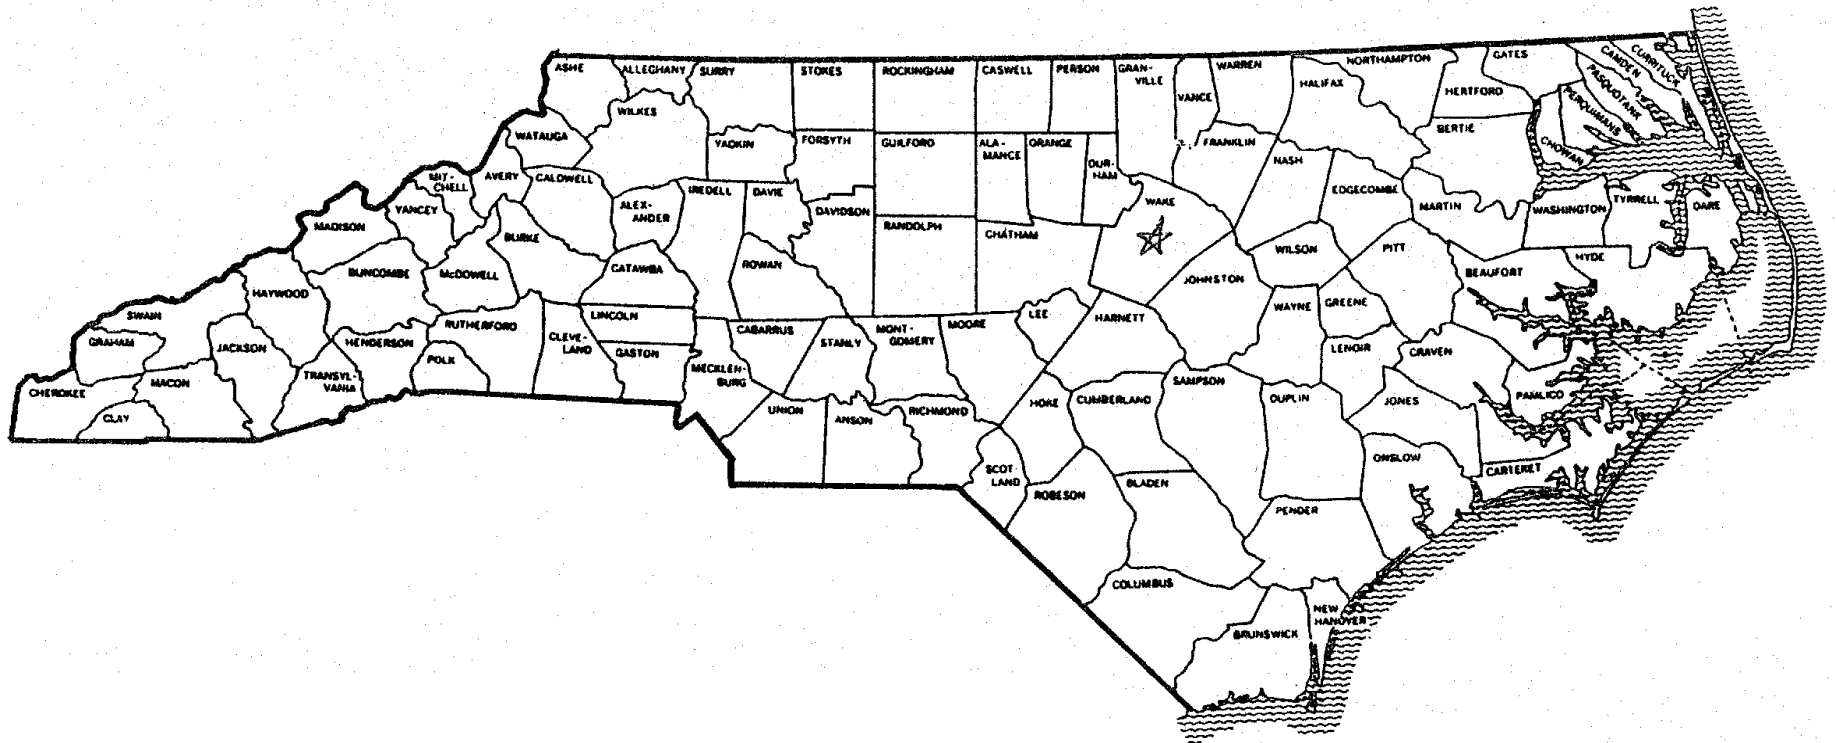 ASHE
ALLEGHANY
SURRY
STOKES
ROCKINGHAM
CASWELL
PERSON
GRAN-
VILLE
VANCE
WARREN
HALIFAX
NORTHAMPTON
GATES
HERTFORD
CURRITUCK
CAMDEN
PASQUOTANK
PERQUIMANS
CHOWAN
BERTIE
WILKES
WATAUGA
YADKIN
FORSYTH
GUILFORD
ALA-
MANCE
ORANGE
DUR-
HAM
FRANKLIN
NASH
EDGECOMBE
MARTIN
WASHINGTON
TYRRELL
DARE
MIT-
CHELL
AVERY
CALDWELL
ALEX-
ANDER
IREDELL
DAVIE
DAVIDSON
RANDOLPH
CHATHAM
WAKE
YANCEY
MADISON
BURKE
BUNCOMBE
McDOWELL
CATAWBA
ROWAN
JOHNSTON
WILSON
PITT
BEAUFORT
HYDE
HAYWOOD
SWAIN
GRAHAM
JACKSON
HENDERSON
RUTHERFORD
POLK
CLEVE-
LAND
LINCOLN
GASTON
MECKLEN-
BURG
CABARRUS
STANLY
MONT-
GOMERY
MOORE
LEE
HARNETT
WAYNE
GREENE
LENOIR
CRAVEN
PAMLICO
CHEROKEE
MACON
CLAY
TRANSYL-
VANIA
UNION
ANSON
RICHMOND
HOKE
CUMBERLAND
SAMPSON
DUPLIN
JONES
ONSLOW
CARTERET
SCOT-
LAND
ROBESON
BLADEN
PENDER
COLUMBUS
BRUNSWICK
NEW
HANOVER